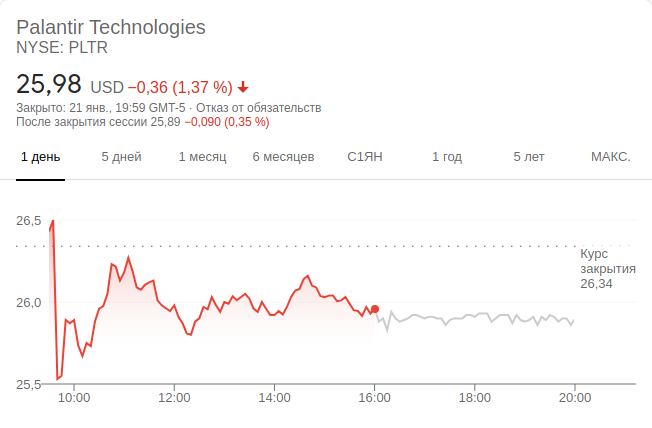 Palantir Technologies
NYSE: PLTR
25,98 USD −0,36 (1,37 %)
Закрыто: 21 янв., 19:59 GMT-5 · Отказ от обязательств
После закрытия сессии 25,89 −0,090 (0,35 %)
1 день 5 дней 1 месяц 6 месяцев С1ЯН 1 год 5 лет МАКС.
26,5
Курс
закрытия
26,34
26,0
25,5
10:00 12:00 14:00 16:00 18:00 20:00